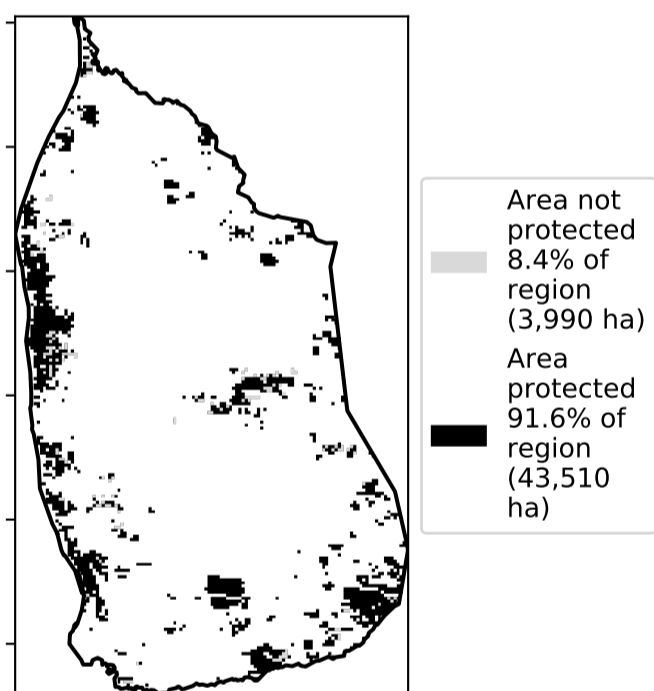 Area not
protected
8.4% of
region
(3,990 ha)
Area
protected
91.6% of
region
(43,510
ha)